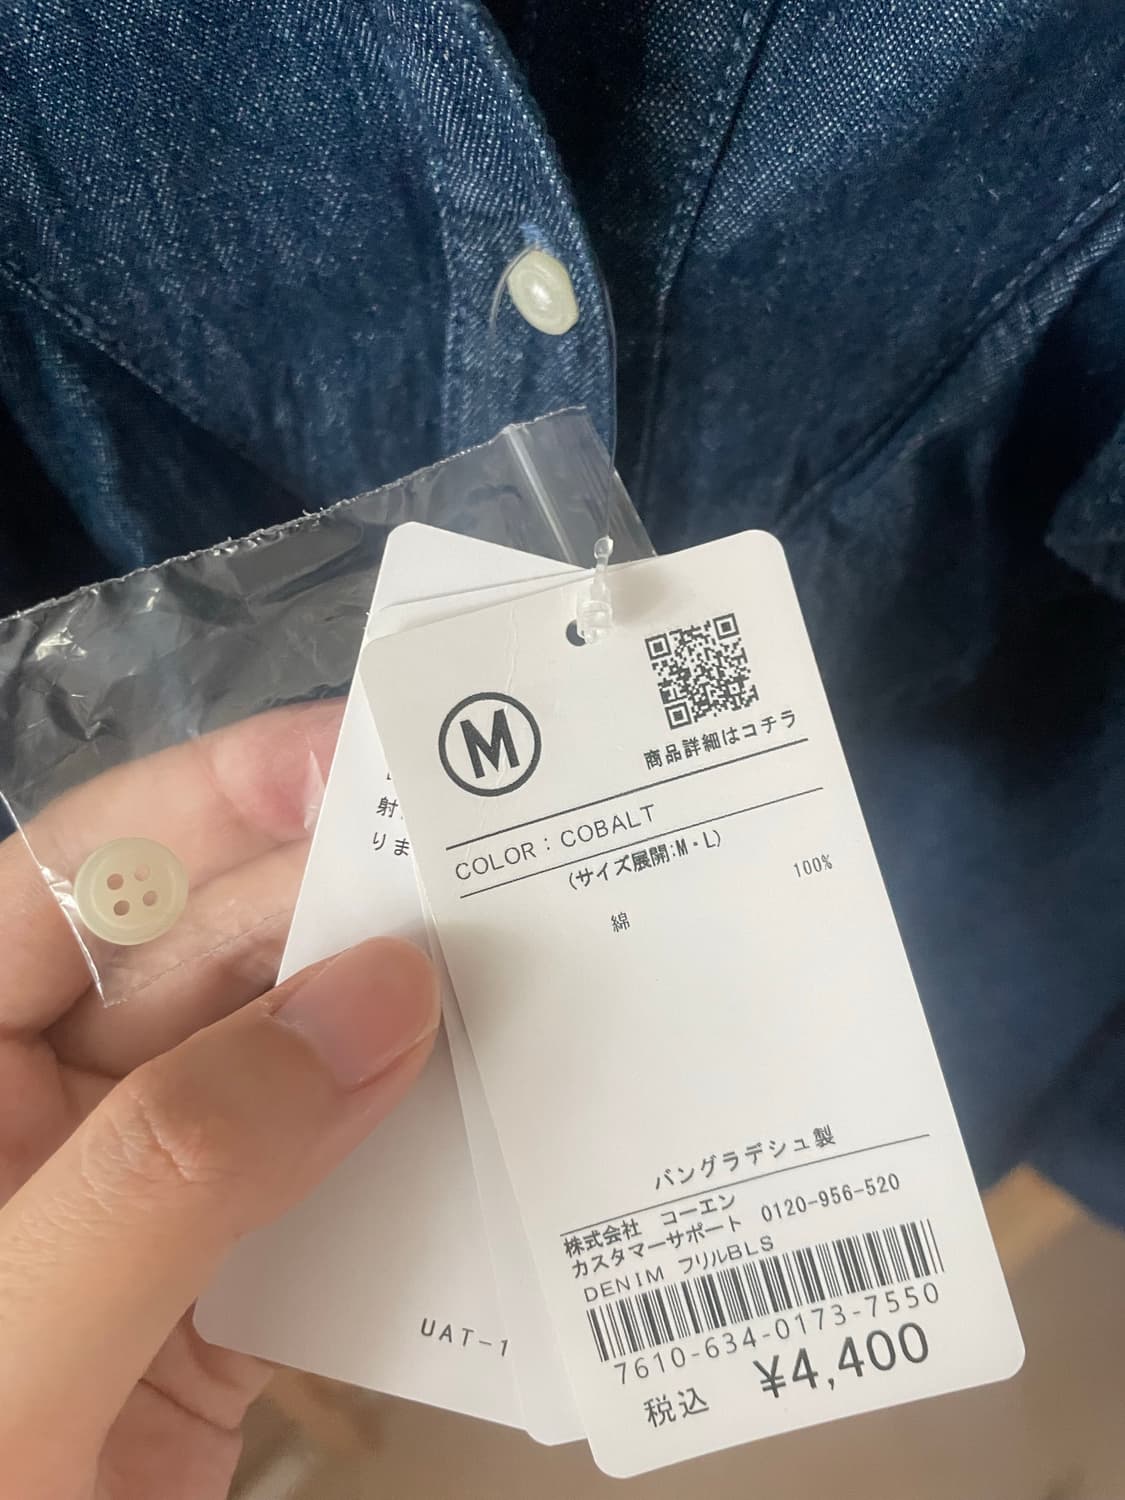 M
商品詳細はコチラ
COLOR : COBALT
(サイズ展開:M・L)
綿 100%
バングラデシュ製
株式会社 コーエン
カスタマーサポート 0120-956-520
DENIM フリルBLS
7610-634-0173-7550
税込 ¥4,400
射
りま
UAT-1